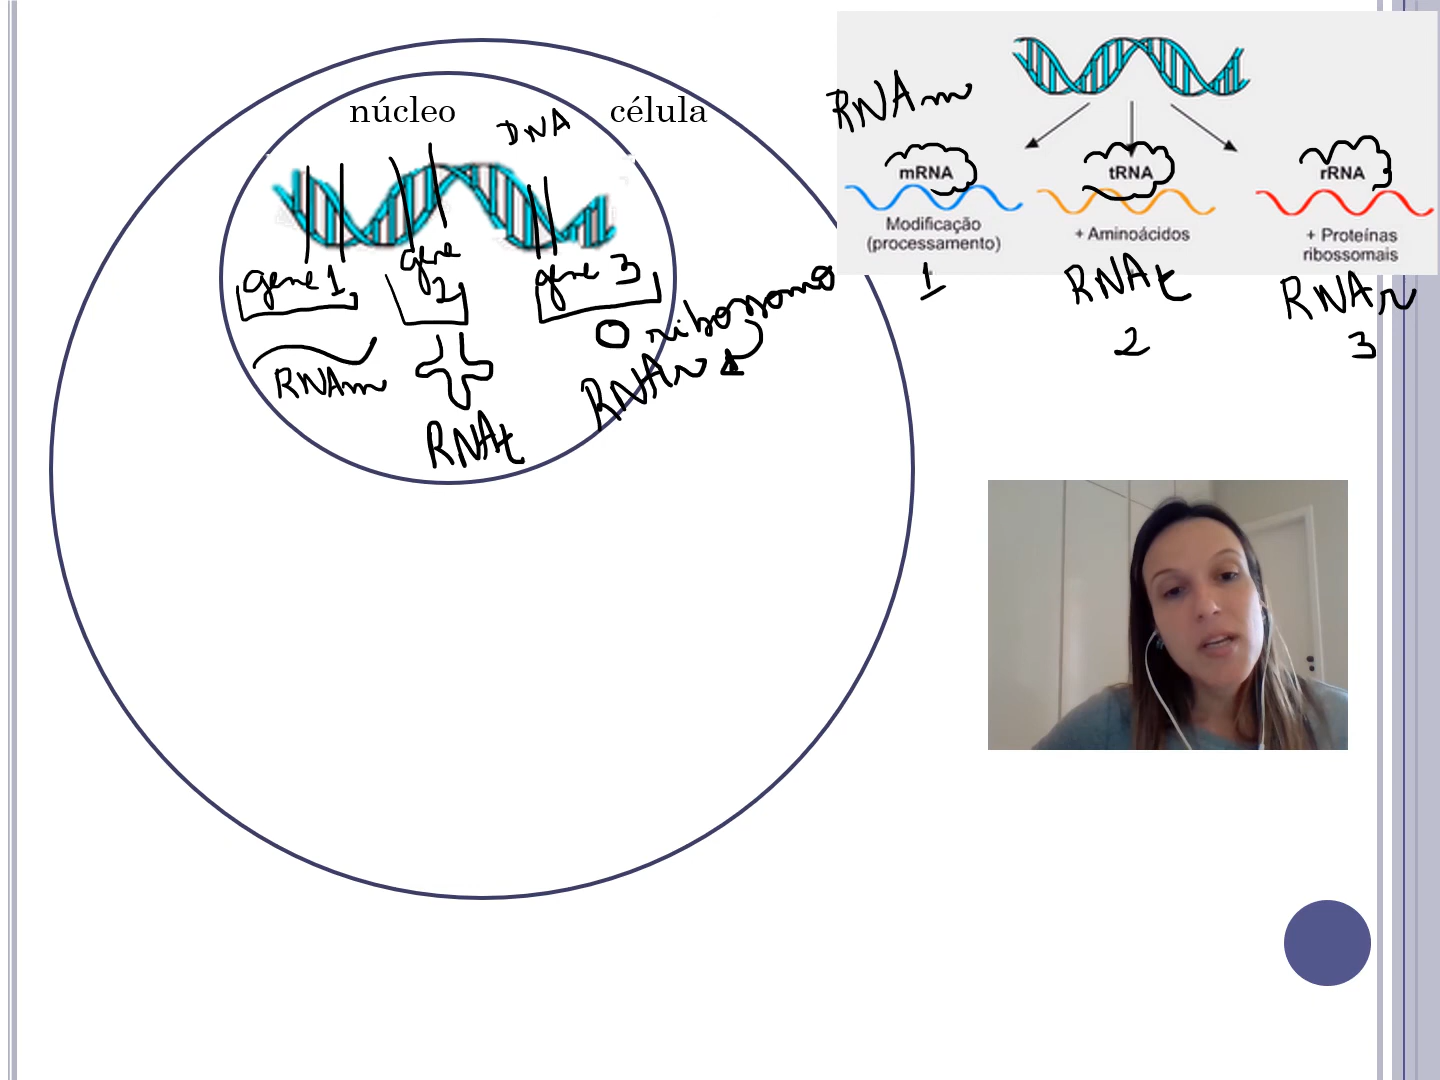 núcleo
célula
DNA
gene 1
gene 2
gene 3
ribossomo
RNAm
RNAt
RNAr
RNAm
mRNA
tRNA
rRNA
Modificação
(processamento)
+ Aminoácidos
+ Proteínas
ribossomais
1
RNAt
2
RNAr
3